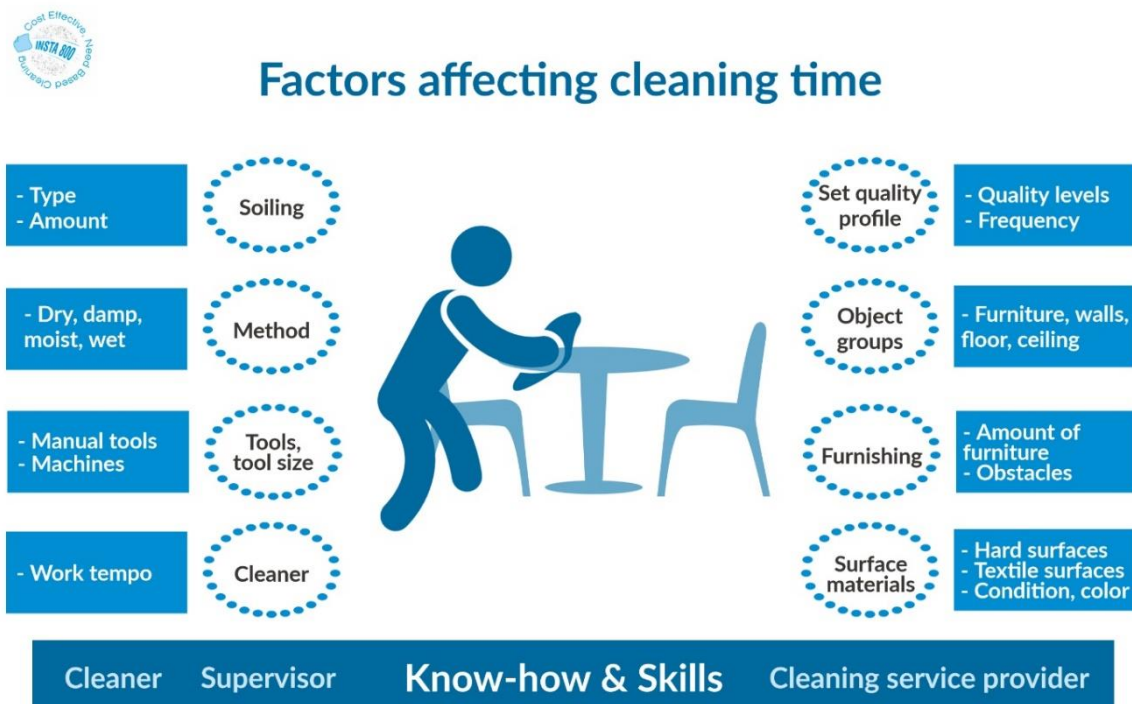 Cost Effective, Need Based Cleaning
INSTA 800
Factors affecting cleaning time
- Type
- Amount
Soiling
- Dry, damp,
moist, wet
Method
- Manual tools
- Machines
Tools,
tool size
- Work tempo
Cleaner
Set quality
profile
- Quality levels
- Frequency
Object
groups
- Furniture, walls,
floor, ceiling
Furnishing
- Amount of
furniture
- Obstacles
Surface
materials
- Hard surfaces
- Textile surfaces
- Condition, color
Cleaner Supervisor Know-how & Skills Cleaning service provider